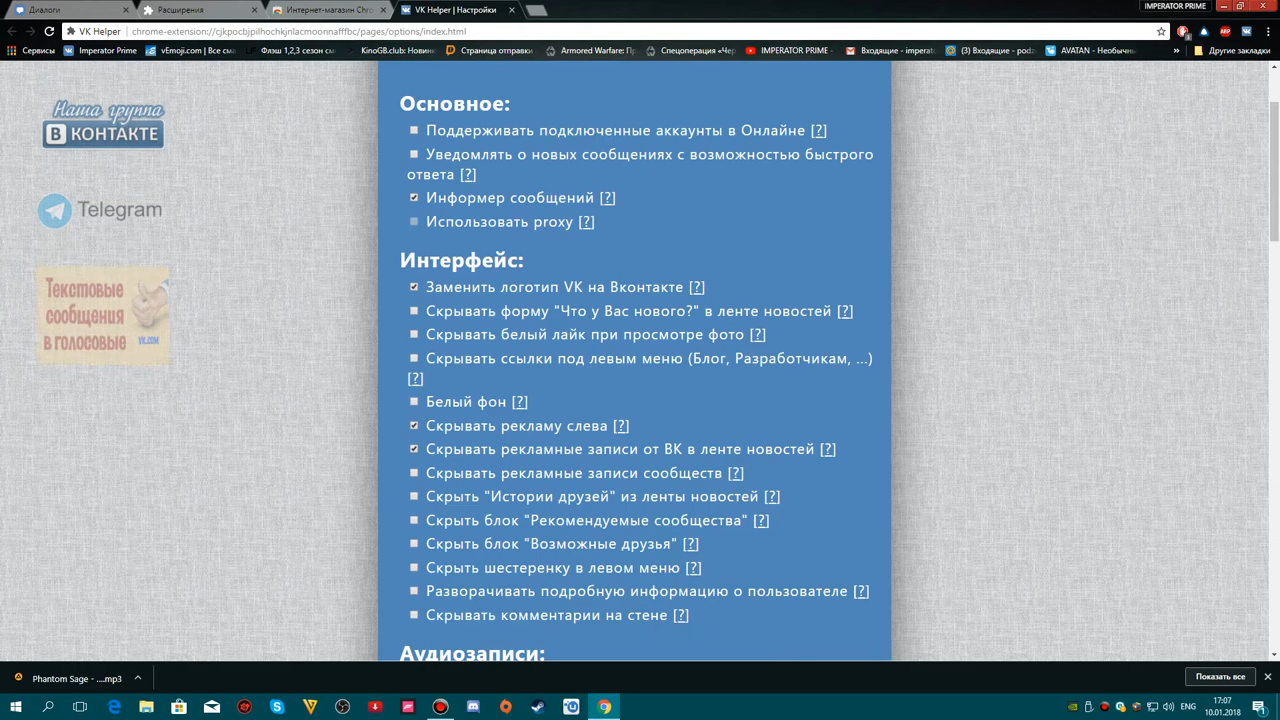 Диалоги
Расширения
Интернет-магазин Chro
VK Helper | Настройки
IMPERATOR PRIME
VK Helper
chrome-extension://cjkpocbjpilhochkjnlacmoonnafffbc/pages/options/index.html
Сервисы
Imperator Prime
vEmoji.com | Все см
Флэш 1,2,3 сезон см
KinoGB.club: Новинк
Страница отправки
Armored Warfare: Пр
Спецоперация «Чер
IMPERATOR PRIME -
Входящие - imperato
(3) Входящие - podz
AVATAN - Необычны
Другие закладки
Наша группа
В КОНТАКТЕ
Telegram
Текстовые
сообщения
в голосовые
VK.COM
Основное:
Поддерживать подключенные аккаунты в Онлайне [?]
Уведомлять о новых сообщениях с возможностью быстрого
ответа [?]
Информер сообщений [?]
Использовать proxy [?]
Интерфейс:
Заменить логотип VK на Вконтакте [?]
Скрывать форму "Что у Вас нового?" в ленте новостей [?]
Скрывать белый лайк при просмотре фото [?]
Скрывать ссылки под левым меню (Блог, Разработчикам, ...)
[?]
Белый фон [?]
Скрывать рекламу слева [?]
Скрывать рекламные записи от ВК в ленте новостей [?]
Скрывать рекламные записи сообществ [?]
Скрыть "Истории друзей" из ленты новостей [?]
Скрыть блок "Рекомендуемые сообщества" [?]
Скрыть блок "Возможные друзья" [?]
Скрыть шестеренку в левом меню [?]
Разворачивать подробную информацию о пользователе [?]
Скрывать комментарии на стене [?]
Аудиозаписи:
Phantom Sage - ....mp3
Показать все
ENG
17:07
10.01.2018